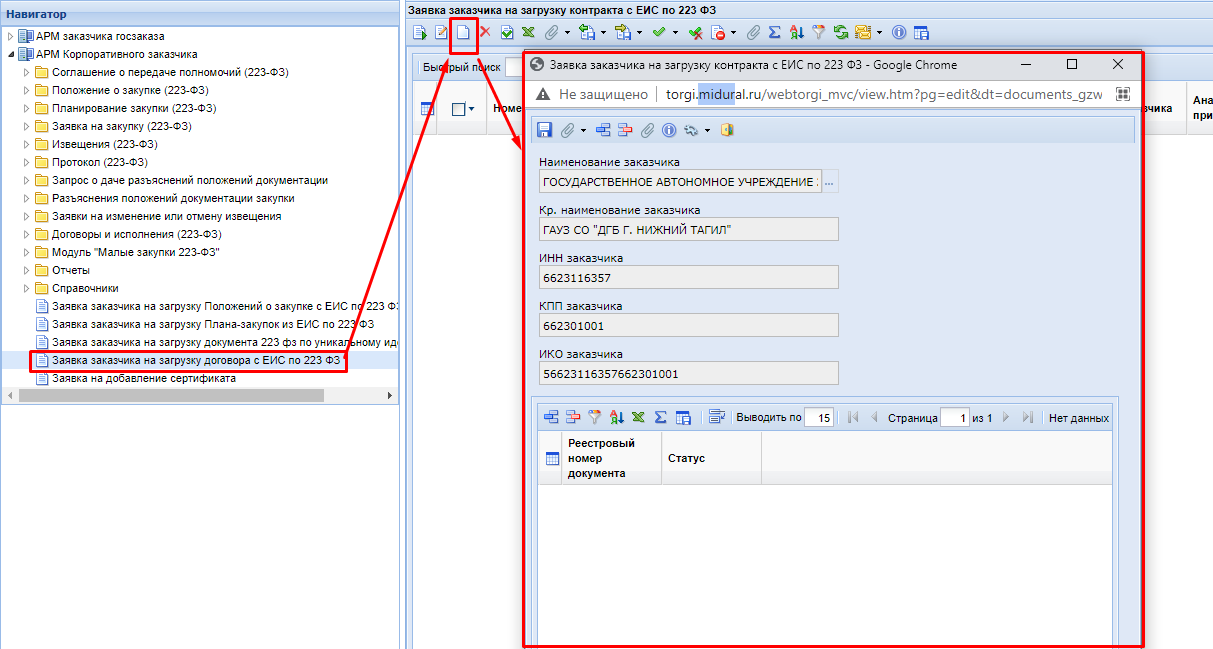 Навигатор
АРМ заказчика госзаказа
АРМ Корпоративного заказчика
Соглашение о передаче полномочий (223-ФЗ)
Положение о закупке (223-ФЗ)
Планирование закупки (223-ФЗ)
Заявка на закупку (223-ФЗ)
Извещения (223-ФЗ)
Протокол (223-ФЗ)
Запрос о даче разъяснений положений документации
Разъяснения положений документации закупки
Заявки на изменение или отмену извещения
Договоры и исполнения (223-ФЗ)
Модуль "Малые закупки 223-ФЗ"
Отчеты
Справочники
Заявка заказчика на загрузку Положений о закупке с ЕИС по 223 ФЗ
Заявка заказчика на загрузку Плана-закупок из ЕИС по 223 ФЗ
Заявка заказчика на загрузку документа 223 фз по уникальному
Заявка заказчика на загрузку договора с ЕИС по 223 ФЗ
Заявка на добавление сертификата
Заявка заказчика на загрузку контракта с ЕИС по 223 ФЗ
Быстрый поиск
Заявка заказчика на загрузку контракта с ЕИС по 223 ФЗ - Google Chrome
Не защищено torgi.midural.ru/webtorgi_mvc/view.htm?pg=edit&dt=documents_gzw
Наименование заказчика
ГОСУДАРСТВЕННОЕ АВТОНОМНОЕ УЧРЕЖДЕНИЕ ...
Кр. наименование заказчика
ГАУЗ СО "ДГБ Г. НИЖНИЙ ТАГИЛ"
ИНН заказчика
6623116357
КПП заказчика
662301001
ИКО заказчика
56623116357662301001
Выводить по 15 Страница 1 из 1 Нет данных
Реестровый номер документа
Статус